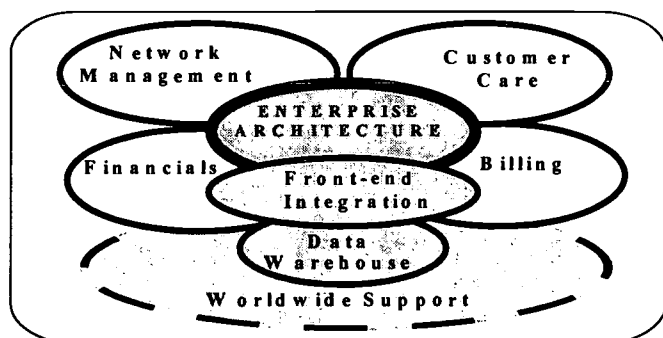 Network
Management
Customer
Care
ENTERPRISE
ARCHITECTURE
Financials
Billing
Front-end
Integration
Data
Warehouse
Worldwide Support